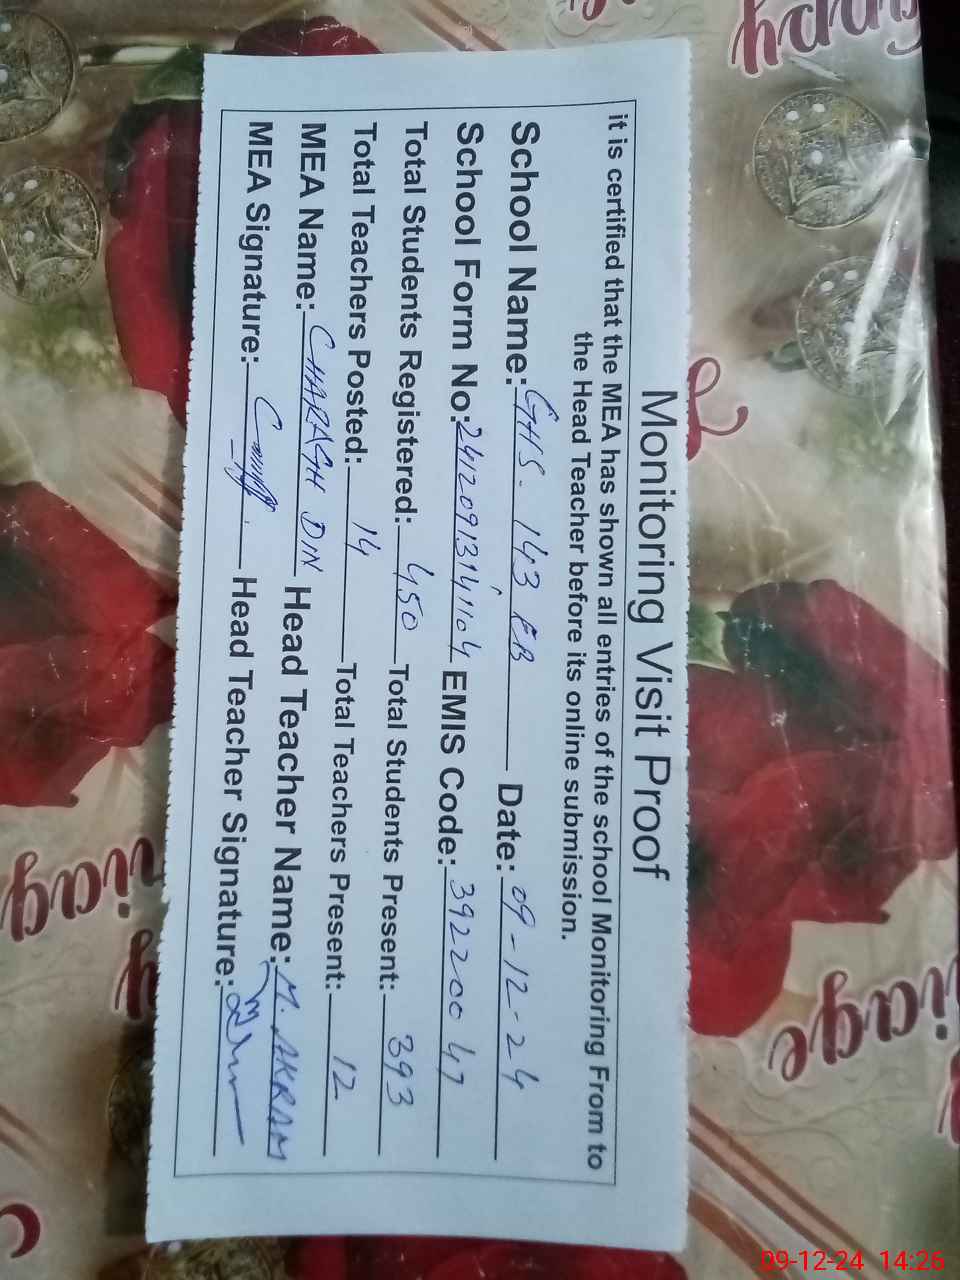 Monitoring Visit Proof
it is certified that the MEA has shown all entries of the school Monitoring From to
the Head Teacher before its online submission.
School Name: GHS. 143 EB Date: 09-12-24
School Form No: 24120913141104 EMIS Code: 39220047
Total Students Registered: 450 Total Students Present: 393
Total Teachers Posted: 14 Total Teachers Present: 12
MEA Name: CHARAGH DIN Head Teacher Name: M. AKRAM
MEA Signature: Head Teacher Signature:
09-12-24 14:26